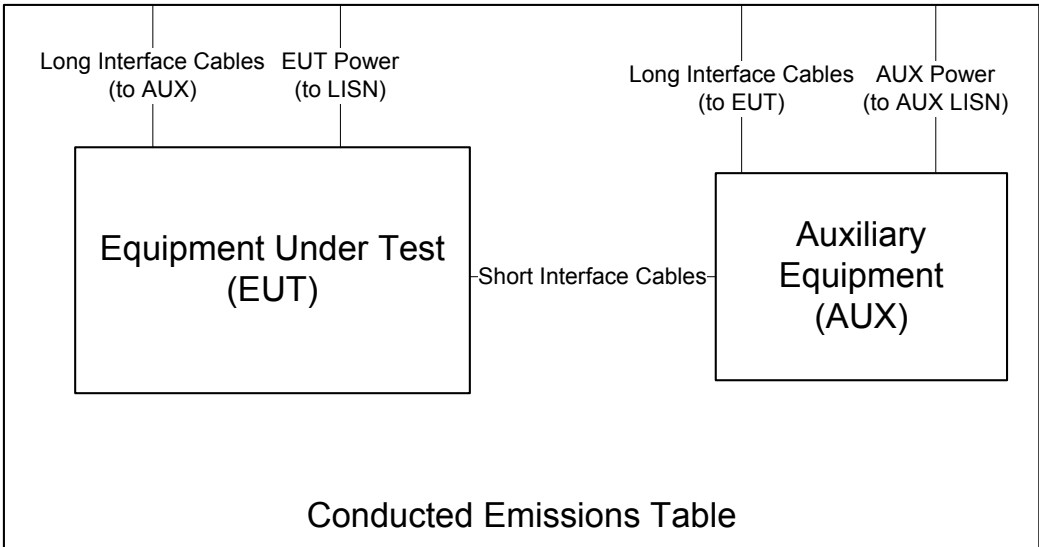 Long Interface Cables
(to AUX)
EUT Power
(to LISN)
Long Interface Cables
(to EUT)
AUX Power
(to AUX LISN)
Equipment Under Test
(EUT)
Short Interface Cables
Auxiliary
Equipment
(AUX)
Conducted Emissions Table